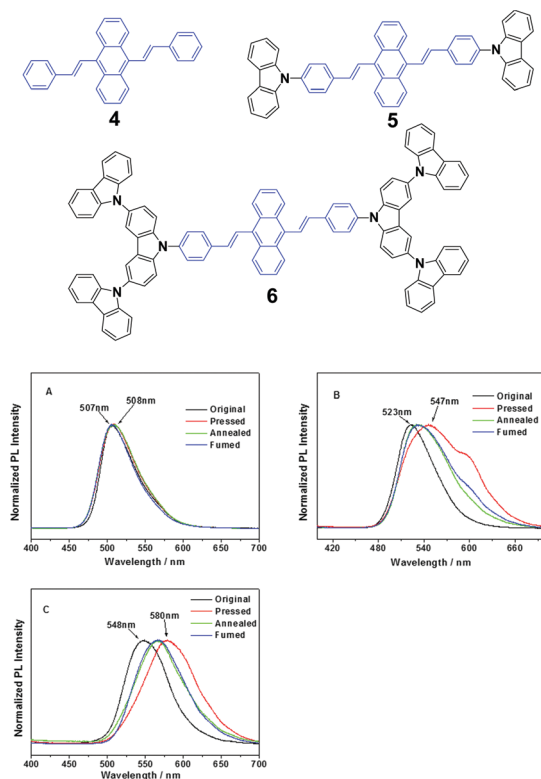 N
N
4
5
N
N
N
N
6
N
N
A
507nm
508nm
Original
Pressed
Annealed
Fumed
Normalized PL Intensity
400 450 500 550 600 650 700
Wavelength / nm
B
523nm
547nm
Original
Pressed
Annealed
Fumed
Normalized PL Intensity
420 480 540 600 660
Wavelength / nm
C
548nm
580nm
Original
Pressed
Annealed
Fumed
Normalized PL Intensity
400 450 500 550 600 650 700
Wavelength / nm